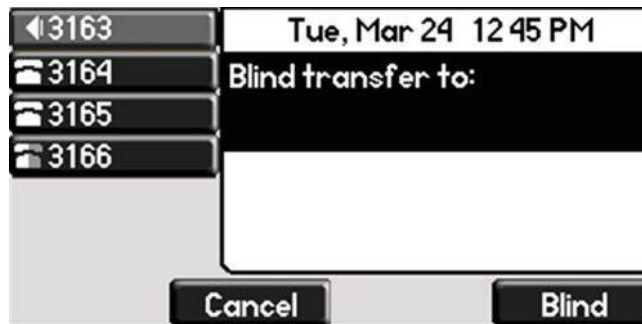 3163
Tue, Mar 24 12 45 PM
3164
Blind transfer to:
3165
3166
Cancel
Blind